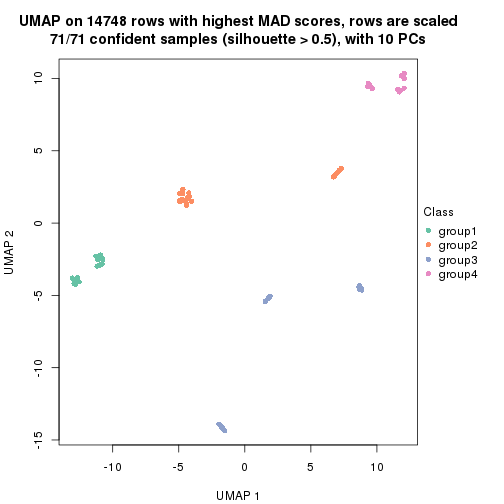 UMAP on 14748 rows with highest MAD scores, rows are scaled
71/71 confident samples (silhouette > 0.5), with 10 PCs
10
5
0
-5
-10
-15
UMAP 2
-10
-5
0
5
10
UMAP 1
Class
group1
group2
group3
group4